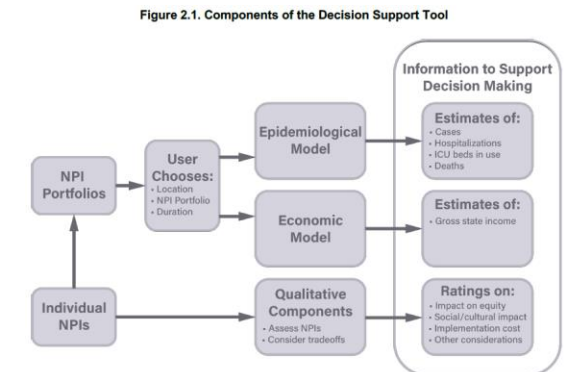 Figure 2.1. Components of the Decision Support Tool
Information to Support
Decision Making
NPI
Portfolios
User
Chooses:
• Location
• NPI Portfolio
• Duration
Epidemiological
Model
Estimates of:
• Cases
• Hospitalizations
• ICU beds in use
• Deaths
Economic
Model
Estimates of:
• Gross state income
Individual
NPIs
Qualitative
Components
• Assess NPIs
• Consider tradeoffs
Ratings on:
• Impact on equity
• Social/cultural impact
• Implementation cost
• Other considerations